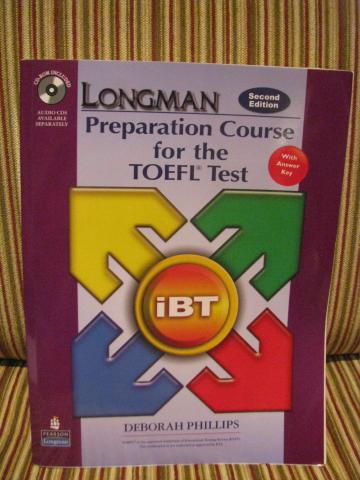 CD-ROM INCLUDED
AUDIO CDS
AVAILABLE
SEPARATELY
LONGMAN
Second
Edition
Preparation Course
for the
TOEFL® Test
With
Answer
Key
iBT
DEBORAH PHILLIPS
PEARSON
Longman